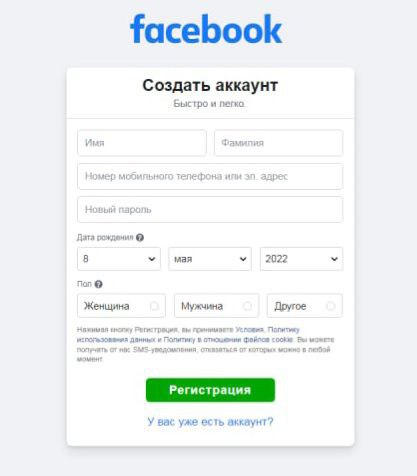 facebook
Создать аккаунт
Быстро и легко.
Имя Фамилия
Номер мобильного телефона или эл. адрес
Новый пароль
Дата рождения ?
8 мая 2022
Пол ?
Женщина Мужчина Другое
Нажимая кнопку Регистрация, вы принимаете Условия, Политику
использования данных и Политику в отношении файлов cookie. Вы можете
получать от нас SMS-уведомления, отказаться от которых можно в любой
момент
Регистрация
У вас уже есть аккаунт?